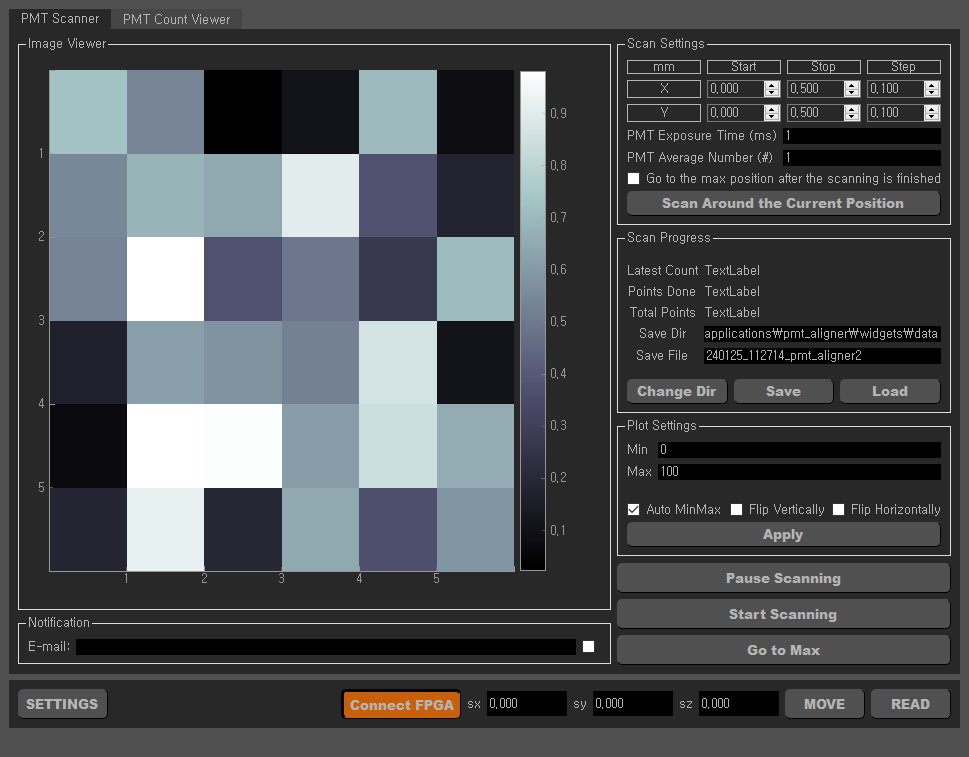 PMT Scanner PMT Count Viewer
Image Viewer
1
2
3
4
5
1 2 3 4 5
0,9
0,8
0,7
0,6
0,5
0,4
0,3
0,2
0,1
Notification
E-mail:
Scan Settings
mm Start Stop Step
X 0,000 0,500 0,100
Y 0,000 0,500 0,100
PMT Exposure Time (ms) 1
PMT Average Number (#) 1
Go to the max position after the scanning is finished
Scan Around the Current Position
Scan Progress
Latest Count TextLabel
Points Done TextLabel
Total Points TextLabel
Save Dir applications₩pmt_aligner₩widgets₩data
Save File 240125_112714_pmt_aligner2
Change Dir Save Load
Plot Settings
Min 0
Max 100
Auto MinMax Flip Vertically Flip Horizontally
Apply
Pause Scanning
Start Scanning
Go to Max
SETTINGS Connect FPGA sx 0,000 sy 0,000 sz 0,000 MOVE READ